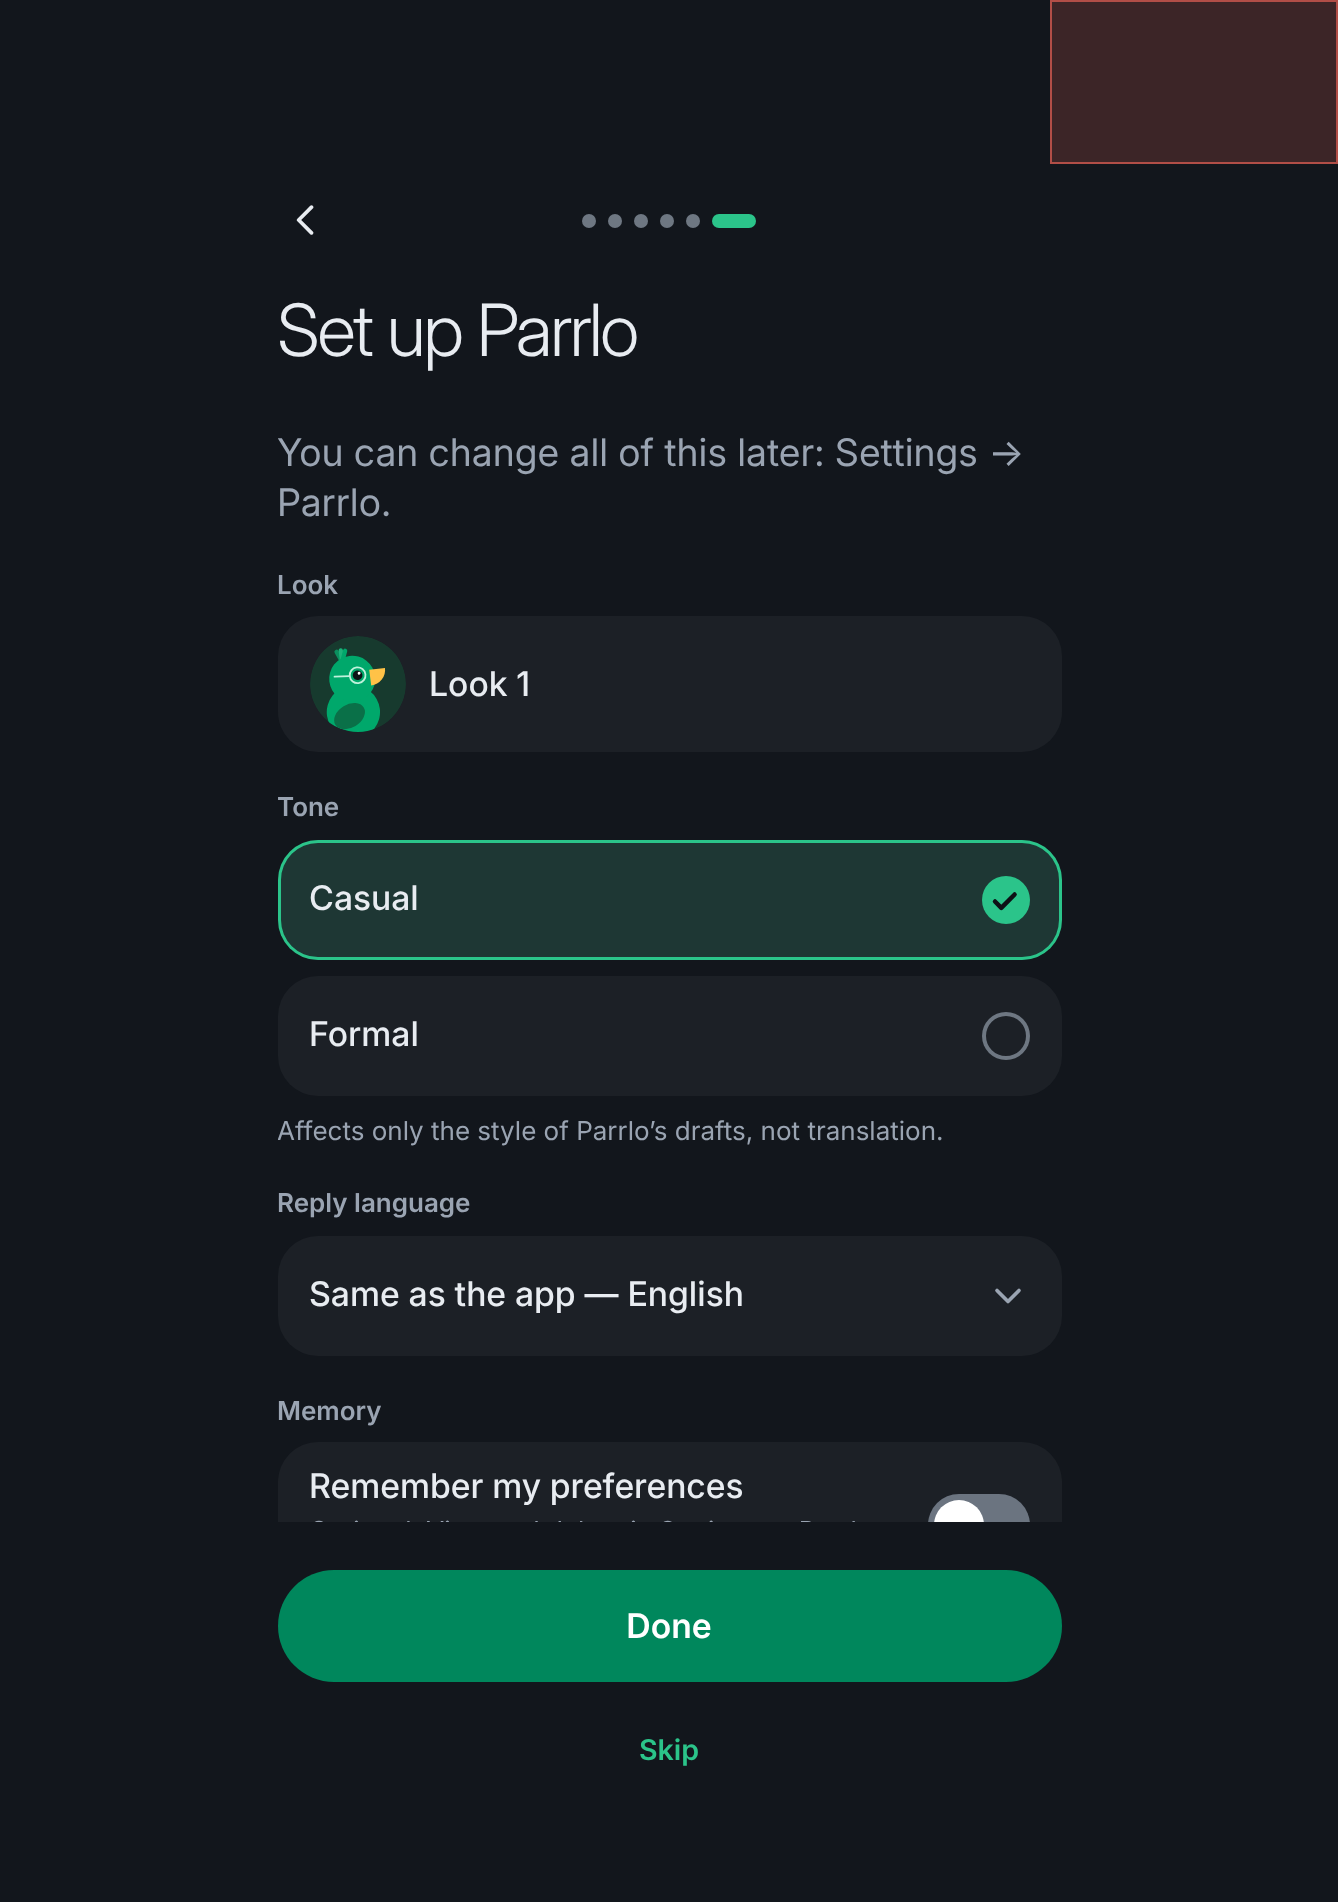 Set up Parrlo
You can change all of this later: Settings →
Parrlo.
Look
Look 1
Tone
Casual
Formal
Affects only the style of Parrlo’s drafts, not translation.
Reply language
Same as the app — English
Memory
Remember my preferences
Done
Skip